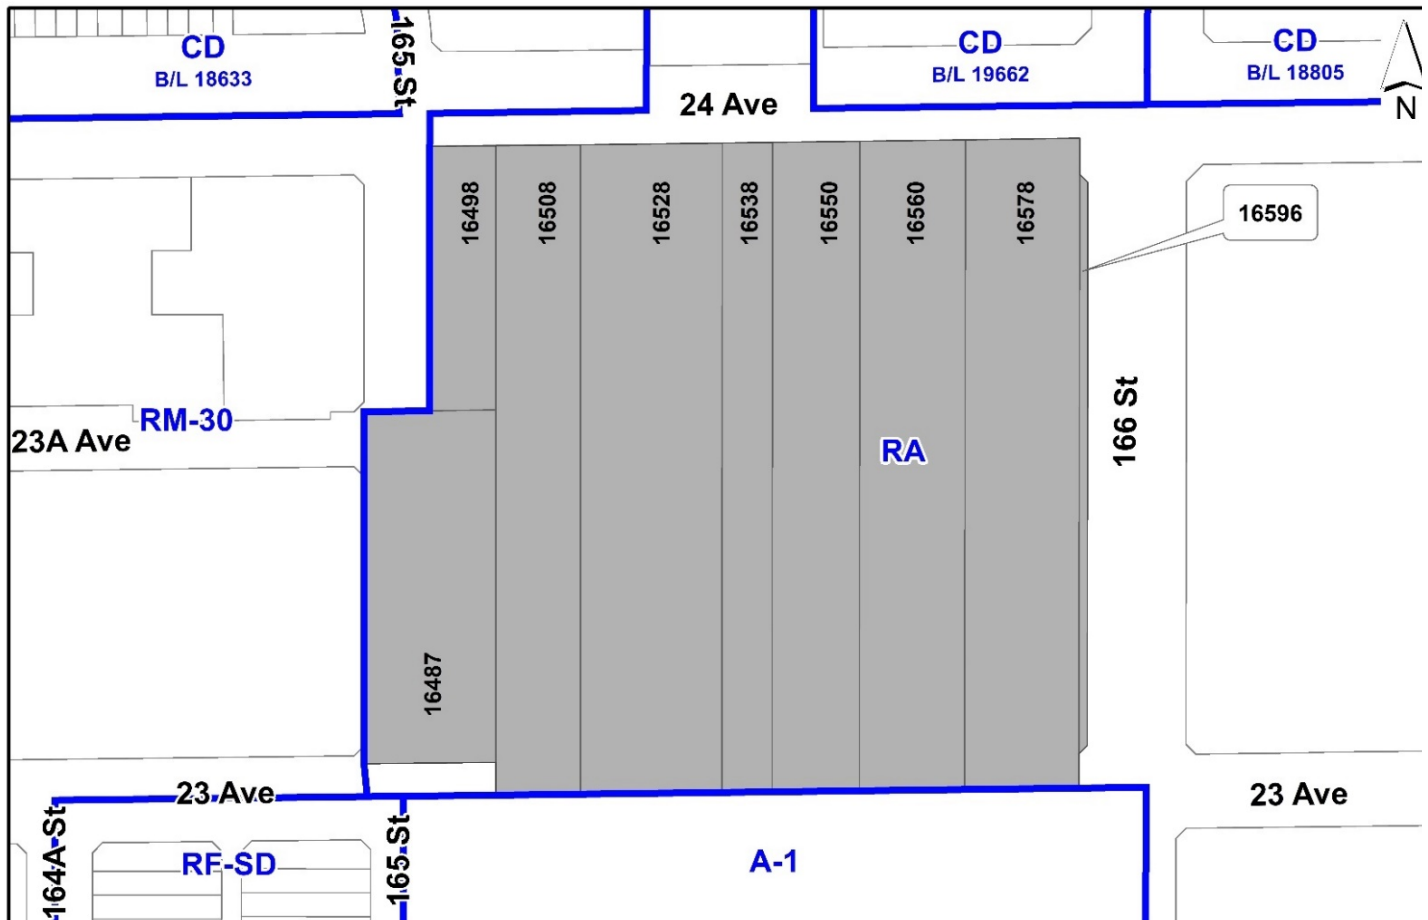 CD
B/L 18633
165 St
CD
B/L 19662
CD
B/L 18805
N
24 Ave
16498
16508
16528
16538
16550
16560
16578
16596
RM-30
23A Ave
RA
166 St
16487
23 Ave
23 Ave
164A St
RF-SD
165 St
A-1